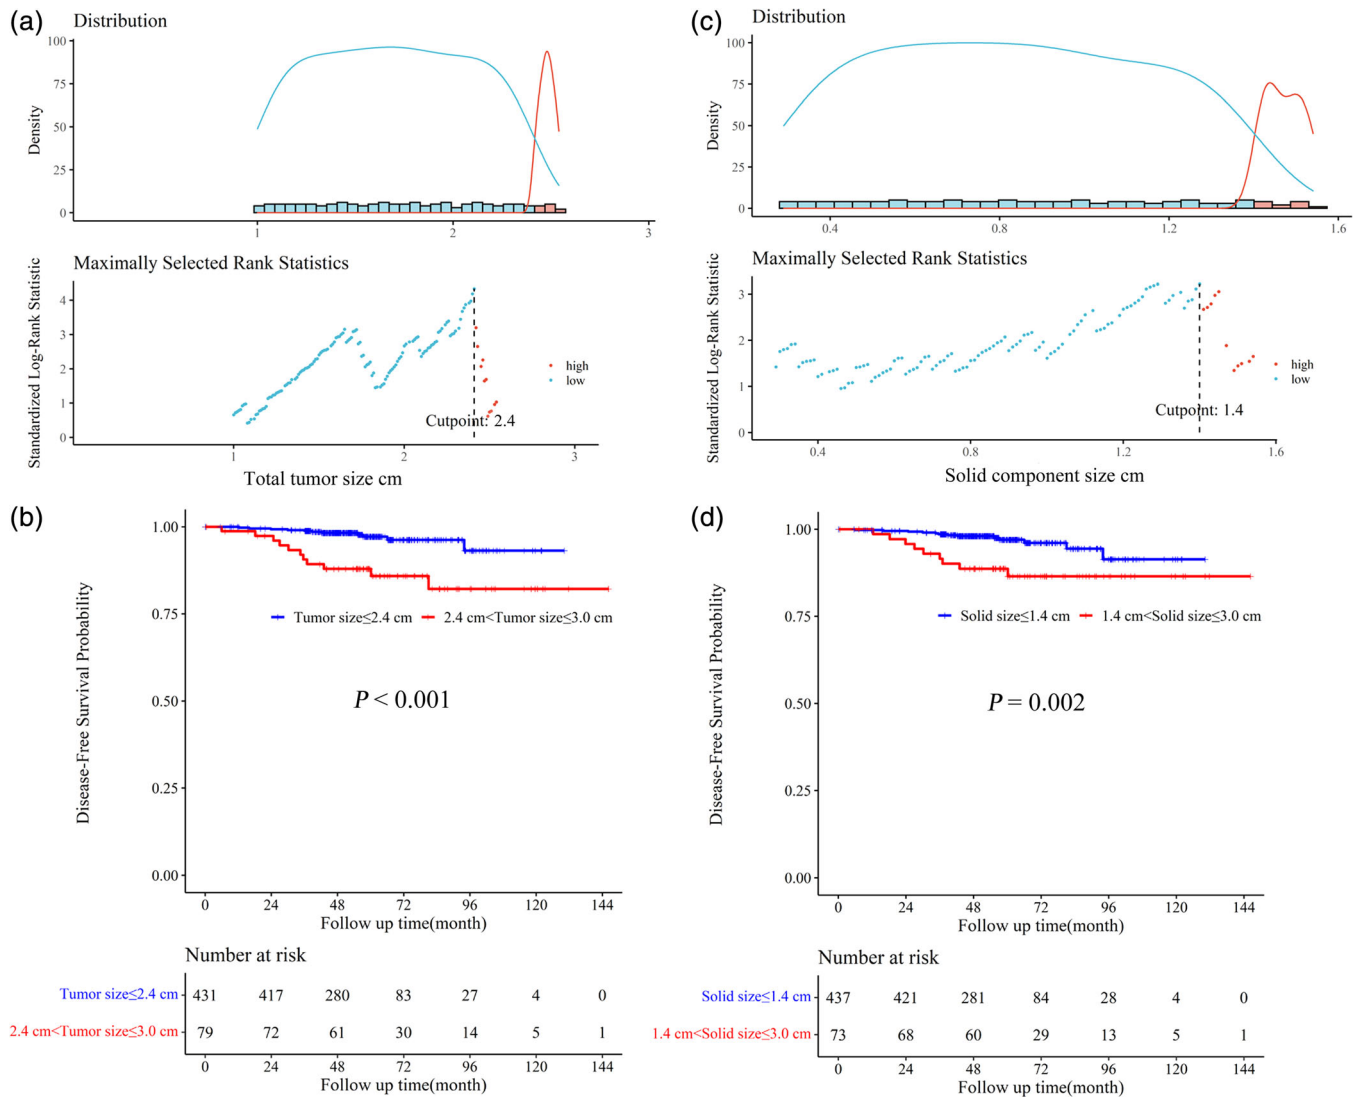 (a)
Distribution
Density
100
75
50
25
0
1
2
3
Maximally Selected Rank Statistics
Standardized Log-Rank Statistic
4
3
2
1
0
high
low
Cutpoint: 2.4
1
2
3
Total tumor size cm
(c)
Distribution
Density
100
75
50
25
0
0.4
0.8
1.2
1.6
Maximally Selected Rank Statistics
Standardized Log-Rank Statistic
3
2
1
0
high
low
Cutpoint: 1.4
0.4
0.8
1.2
1.6
Solid component size cm
(b)
Disease-Free Survival Probability
1.00
0.75
0.50
0.25
0.00
Tumor size≤2.4 cm
2.4 cm<Tumor size≤3.0 cm
P < 0.001
0 24 48 72 96 120 144
Follow up time(month)
Number at risk
Tumor size≤2.4 cm 431 417 280 83 27 4 0
2.4 cm<Tumor size≤3.0 cm 79 72 61 30 14 5 1
0 24 48 72 96 120 144
Follow up time(month)
(d)
Disease-Free Survival Probability
1.00
0.75
0.50
0.25
0.00
Solid size≤1.4 cm
1.4 cm<Solid size≤3.0 cm
P = 0.002
0 24 48 72 96 120 144
Follow up time(month)
Number at risk
Solid size≤1.4 cm 437 421 281 84 28 4 0
1.4 cm<Solid size≤3.0 cm 73 68 60 29 13 5 1
0 24 48 72 96 120 144
Follow up time(month)